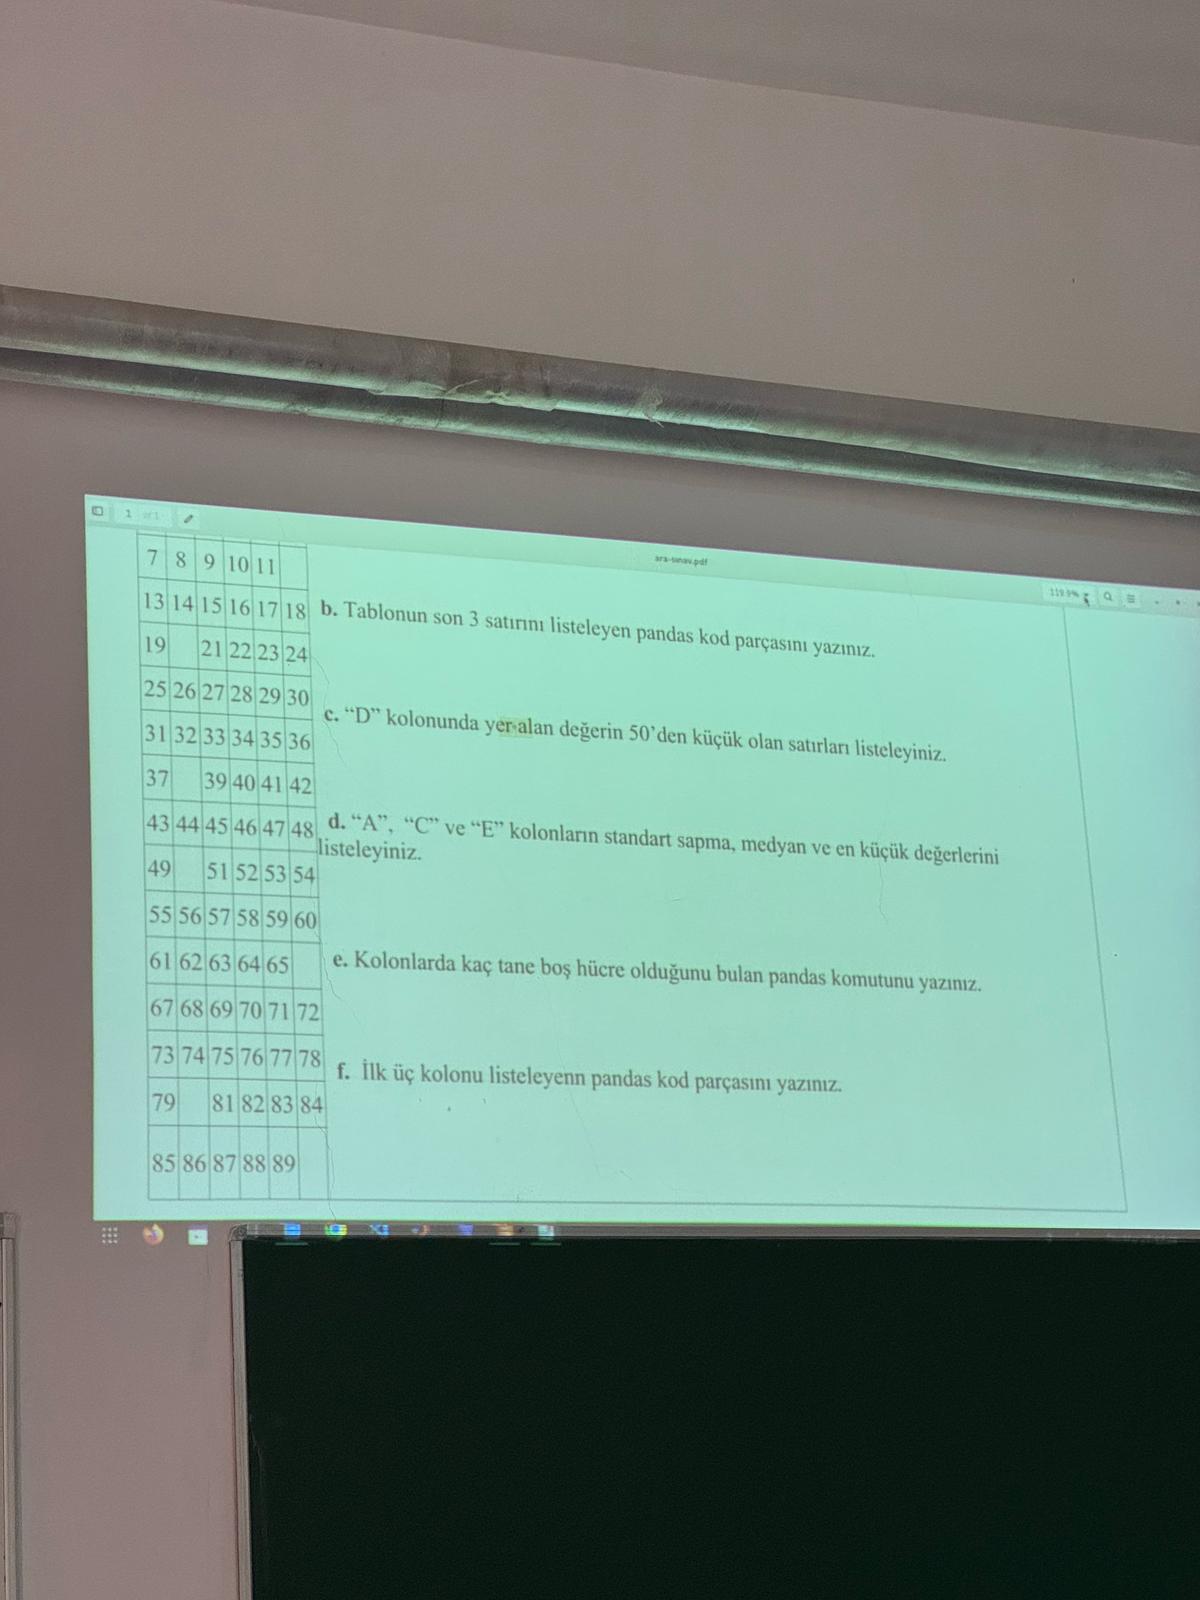 1 of 1
ara-sınav.pdf
119.9%
7 8 9 10 11
13 14 15 16 17 18
19 21 22 23 24
25 26 27 28 29 30
31 32 33 34 35 36
37 39 40 41 42
43 44 45 46 47 48
49 51 52 53 54
55 56 57 58 59 60
61 62 63 64 65
67 68 69 70 71 72
73 74 75 76 77 78
79 81 82 83 84
85 86 87 88 89
b. Tablonun son 3 satırını listeleyen pandas kod parçasını yazınız.
c. “D” kolonunda yer alan değerin 50’den küçük olan satırları listeleyiniz.
d. “A”, “C” ve “E” kolonların standart sapma, medyan ve en küçük değerlerini
listeleyiniz.
e. Kolonlarda kaç tane boş hücre olduğunu bulan pandas komutunu yazınız.
f. İlk üç kolonu listeleyenn pandas kod parçasını yazınız.